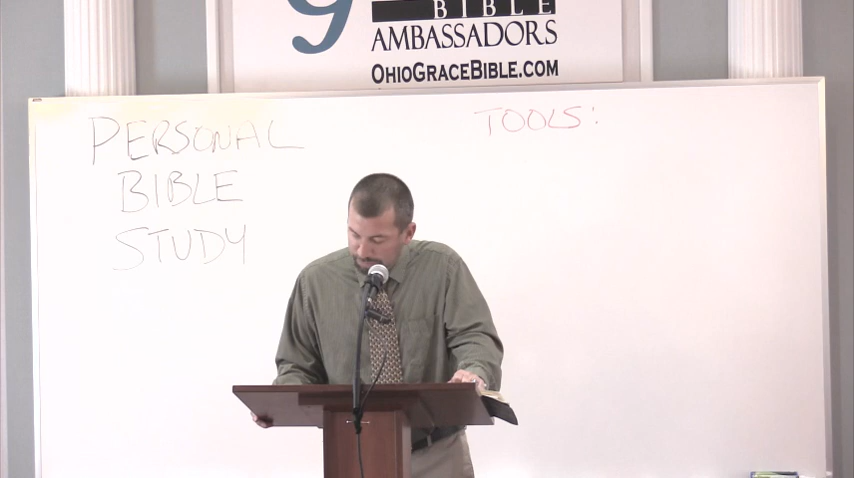 g
BIBLE
AMBASSADORS
OHIOGRACEBIBLE.COM
PERSONAL
BIBLE
STUDY
TOOLS: